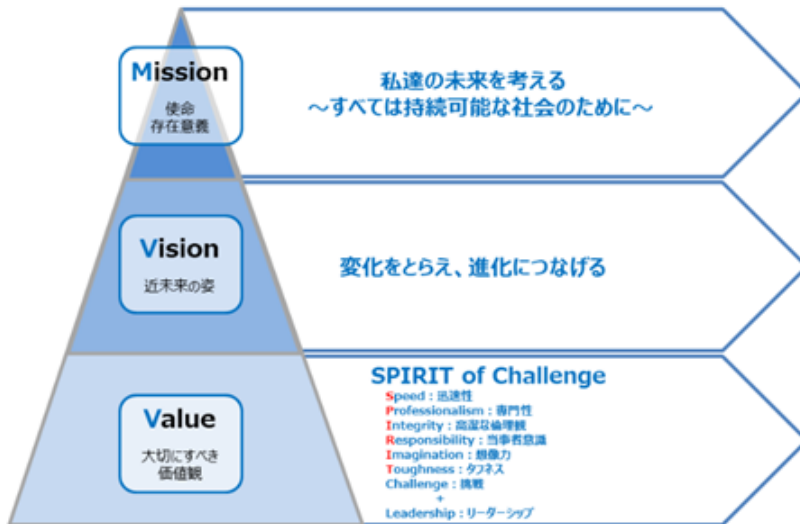 Mission
使命
存在意義
私達の未来を考える
～すべては持続可能な社会のために～
Vision
近未来の姿
変化をとらえ、進化につなげる
Value
大切にすべき
価値観
SPIRIT of Challenge
Speed：迅速性
Professionalism：専門性
Integrity：高潔な倫理観
Responsibility：当事者意識
Imagination：想像力
Toughness：タフネス
Challenge：挑戦
+
Leadership：リーダーシップ